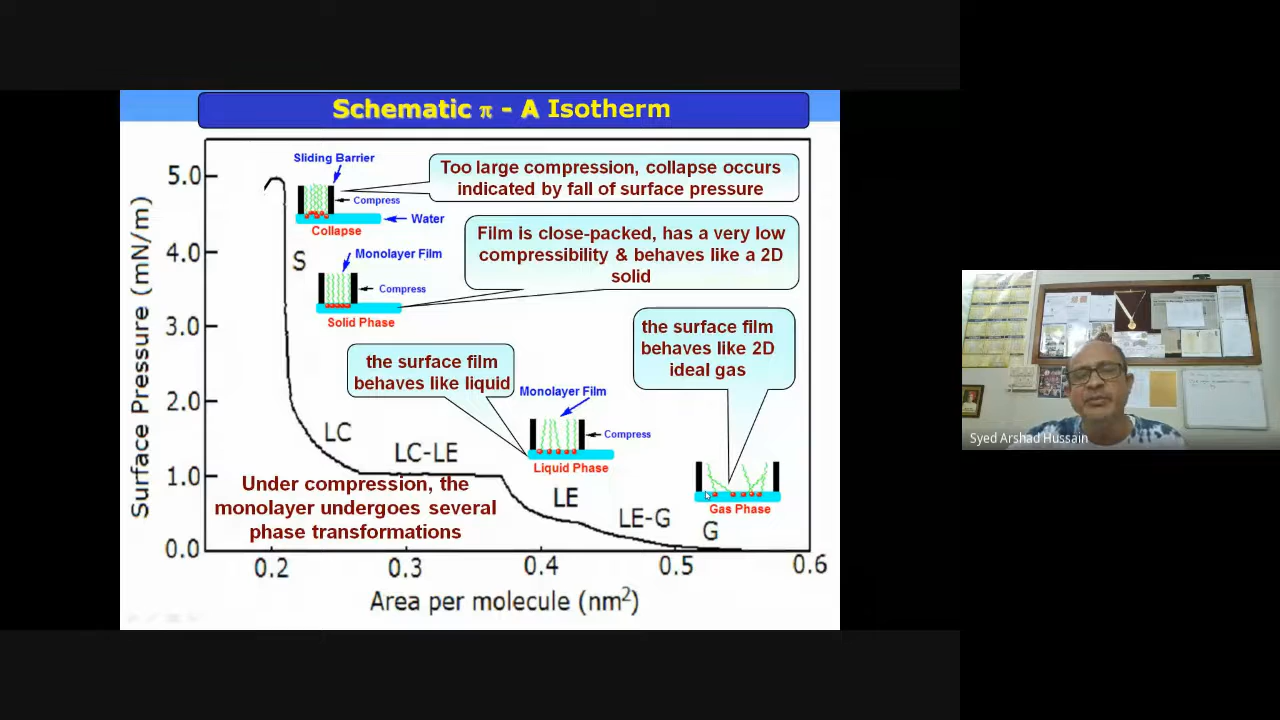 Schematic π - A Isotherm
Sliding Barrier
Too large compression, collapse occurs
indicated by fall of surface pressure
Compress
Water
Collapse
Film is close-packed, has a very low
compressibility & behaves like a 2D
solid
S
Monolayer Film
Compress
Solid Phase
the surface film
behaves like 2D
ideal gas
the surface film
behaves like liquid
Monolayer Film
Compress
Liquid Phase
LC
LC-LE
LE
LE-G
G
Gas Phase
Under compression, the
monolayer undergoes several
phase transformations
Surface Pressure (mN/m)
5.0
4.0
3.0
2.0
1.0
0.0
0.2
0.3
0.4
0.5
0.6
Area per molecule (nm²)
Syed Arshad Hussain